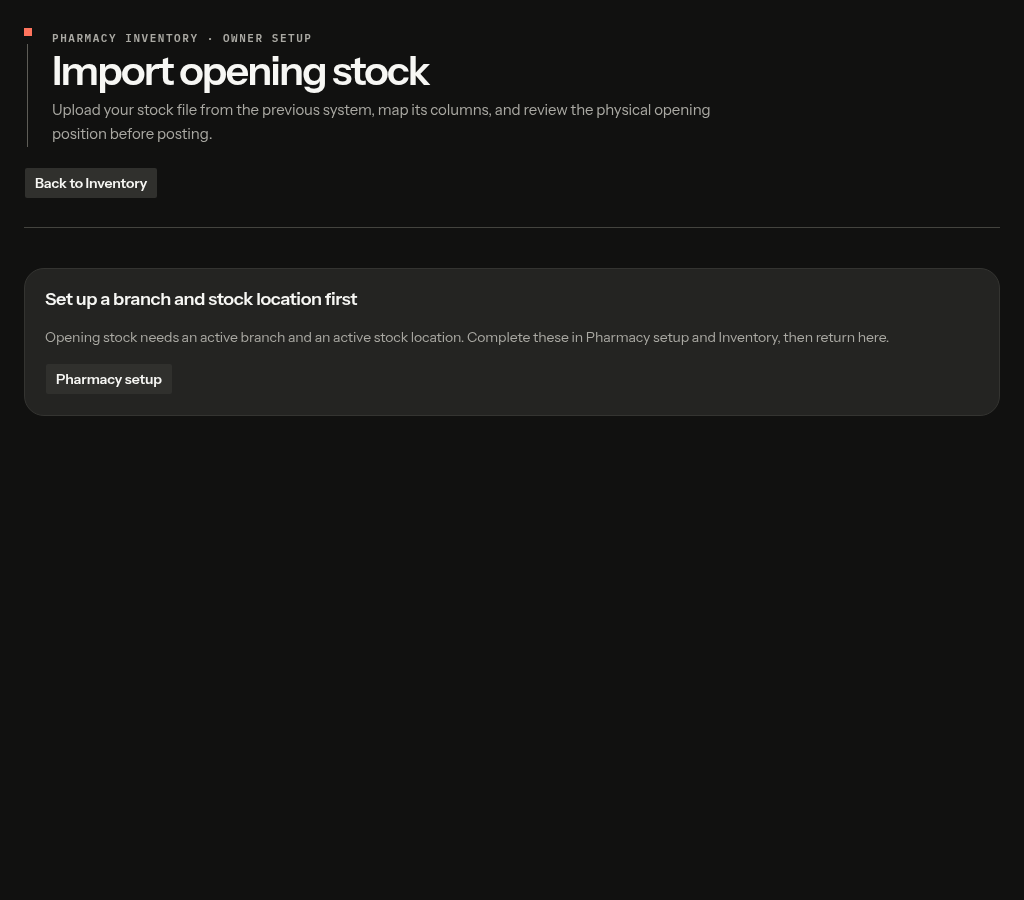 PHARMACY INVENTORY · OWNER SETUP
Import opening stock
Upload your stock file from the previous system, map its columns, and review the physical opening
position before posting.
Back to Inventory
Set up a branch and stock location first
Opening stock needs an active branch and an active stock location. Complete these in Pharmacy setup and Inventory, then return here.
Pharmacy setup